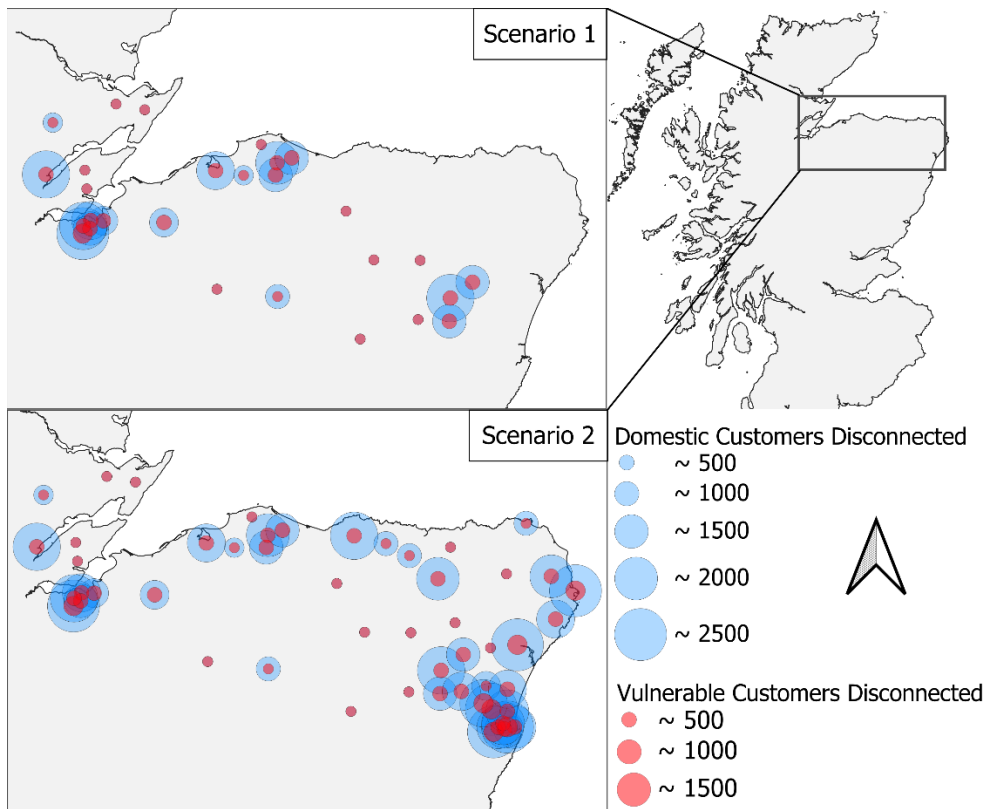 Scenario 1
Scenario 2
Domestic Customers Disconnected
~ 500
~ 1000
~ 1500
~ 2000
~ 2500
Vulnerable Customers Disconnected
~ 500
~ 1000
~ 1500